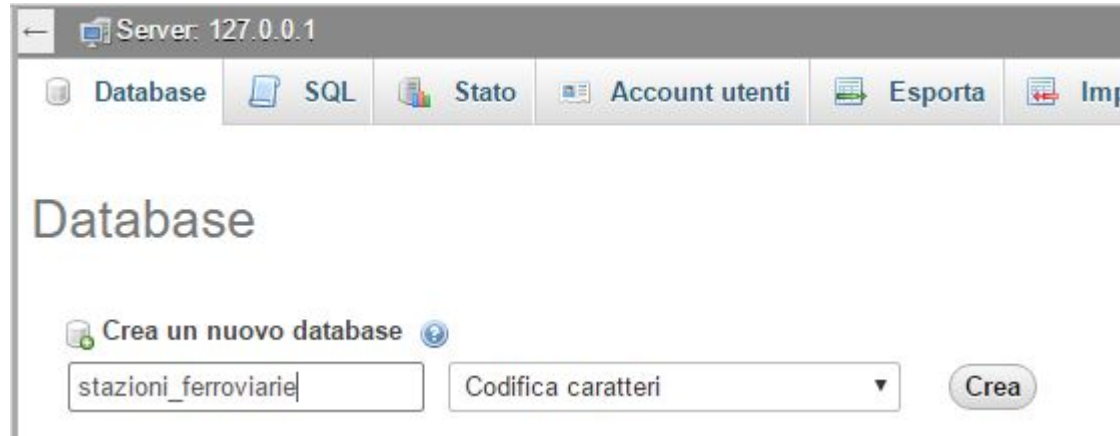 Server: 127.0.0.1
Database SQL Stato Account utenti Esporta
Database
Crea un nuovo database
stazioni_ferroviarie Codifica caratteri Crea